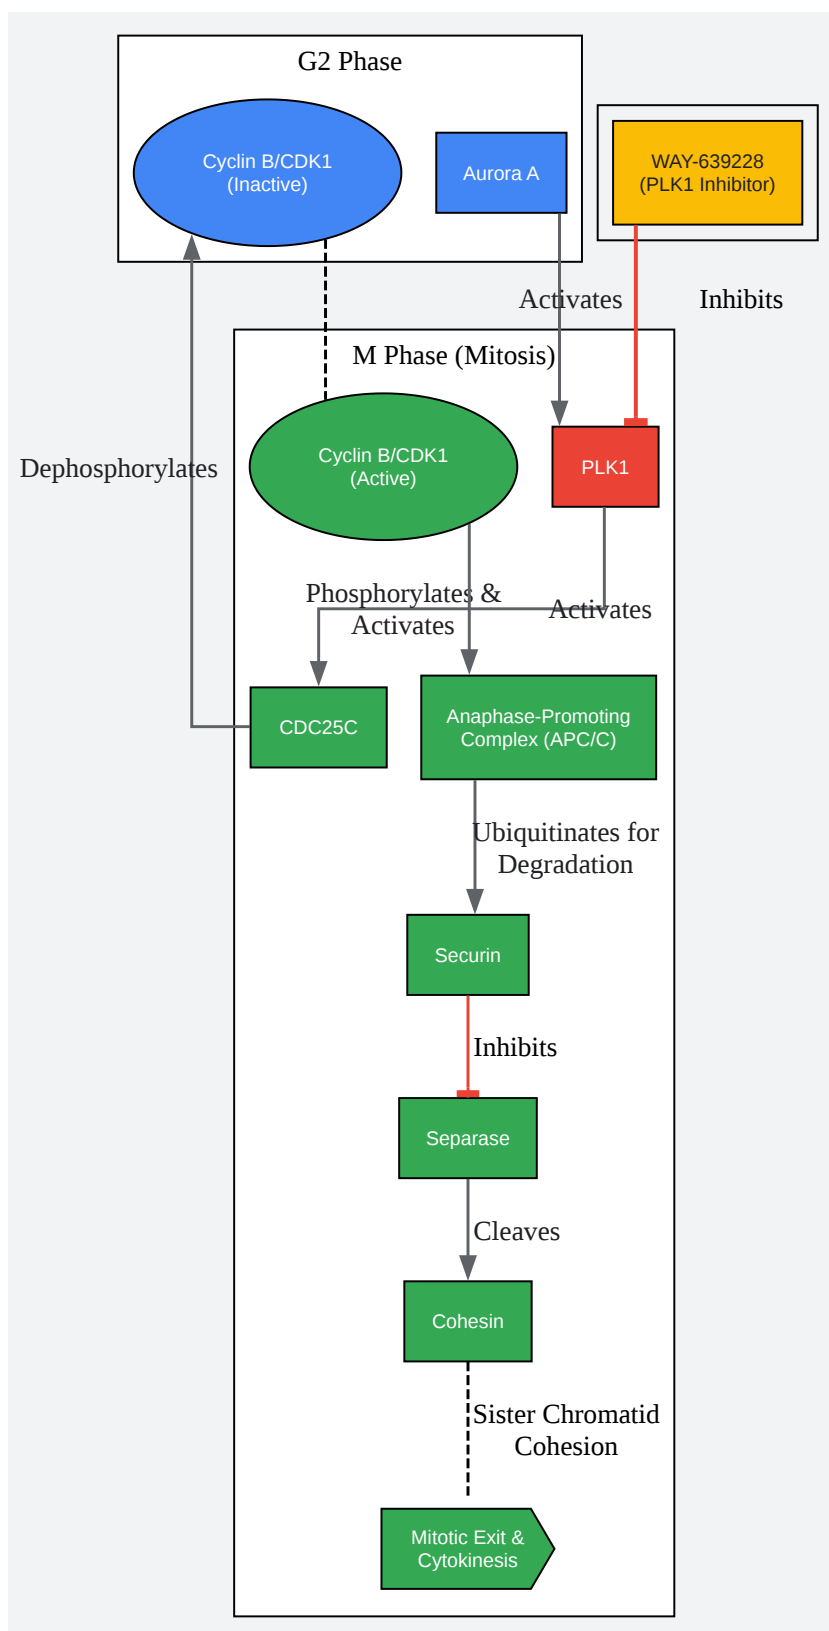 G2 Phase
Cyclin B/CDK1
(Inactive)
Aurora A
WAY-639228
(PLK1 Inhibitor)
Activates
Inhibits
M Phase (Mitosis)
Cyclin B/CDK1
(Active)
PLK1
Dephosphorylates
Phosphorylates &
Activates
Activates
CDC25C
Anaphase-Promoting
Complex (APC/C)
Ubiquitinates for
Degradation
Securin
Inhibits
Separase
Cleaves
Cohesin
Sister Chromatid
Cohesion
Mitotic Exit &
Cytokinesis